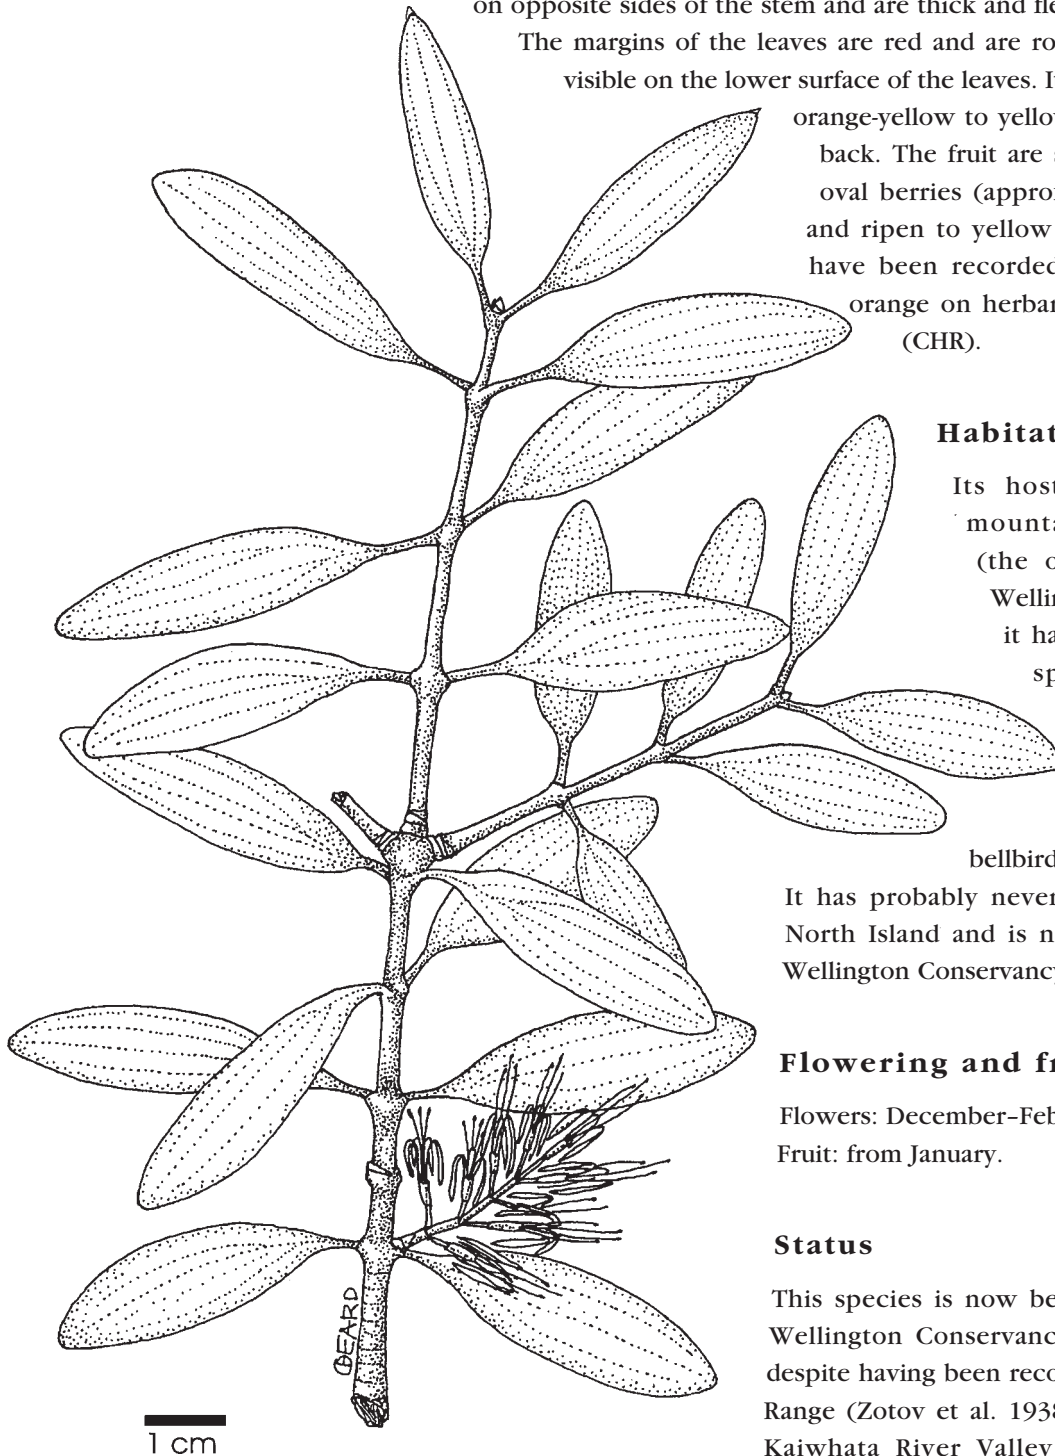 on opposite sides of the stem and are thick and fle
The margins of the leaves are red and are ro
visible on the lower surface of the leaves. I
orange-yellow to yello
back. The fruit are
oval berries (appro
and ripen to yellow
have been recorded
orange on herba
(CHR).
Habitat
Its host
mounta
(the o
Welli
it ha
sp
bellbird
It has probably never
North Island and is n
Wellington Conservancy
Flowering and fr
Flowers: December–Feb
Fruit: from January.
Status
This species is now be
Wellington Conservanc
despite having been reco
Range (Zotov et al. 1938
Kaiwhata River Valley
BEARD
1 cm